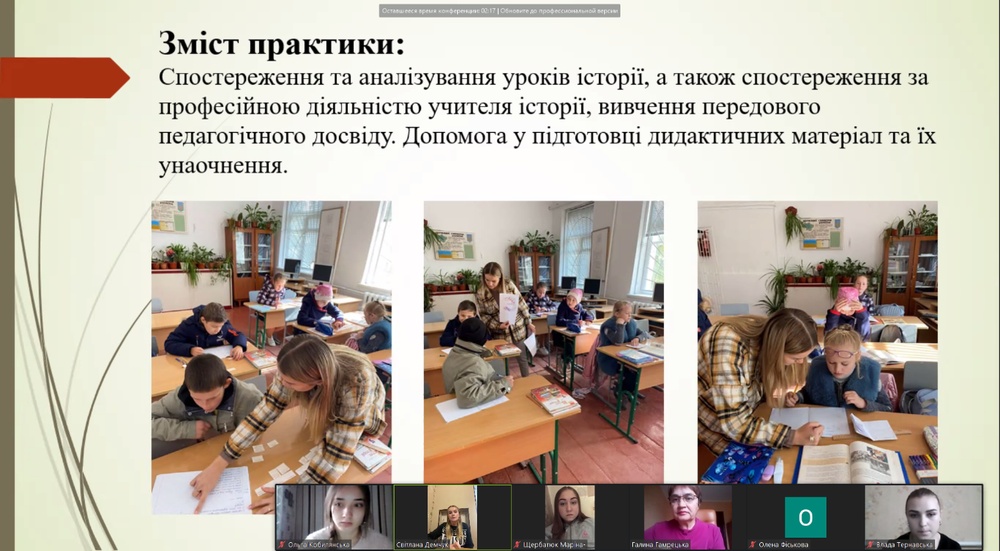 Оставшееся время конференции: 02:17 | Обновите до профессиональной версии
Зміст практики:
Спостереження та аналізування уроків історії, а також спостереження за
професійною діяльністю учителя історії, вивчення передового
педагогічного досвіду. Допомога у підготовці дидактичних матеріал та їх
унаочнення.
O
Ольга Кобилянська
Світлана Демчук
Щербатюк Маріна-
Галина Гамрецька
Олена Фіськова
Влада Тернавська